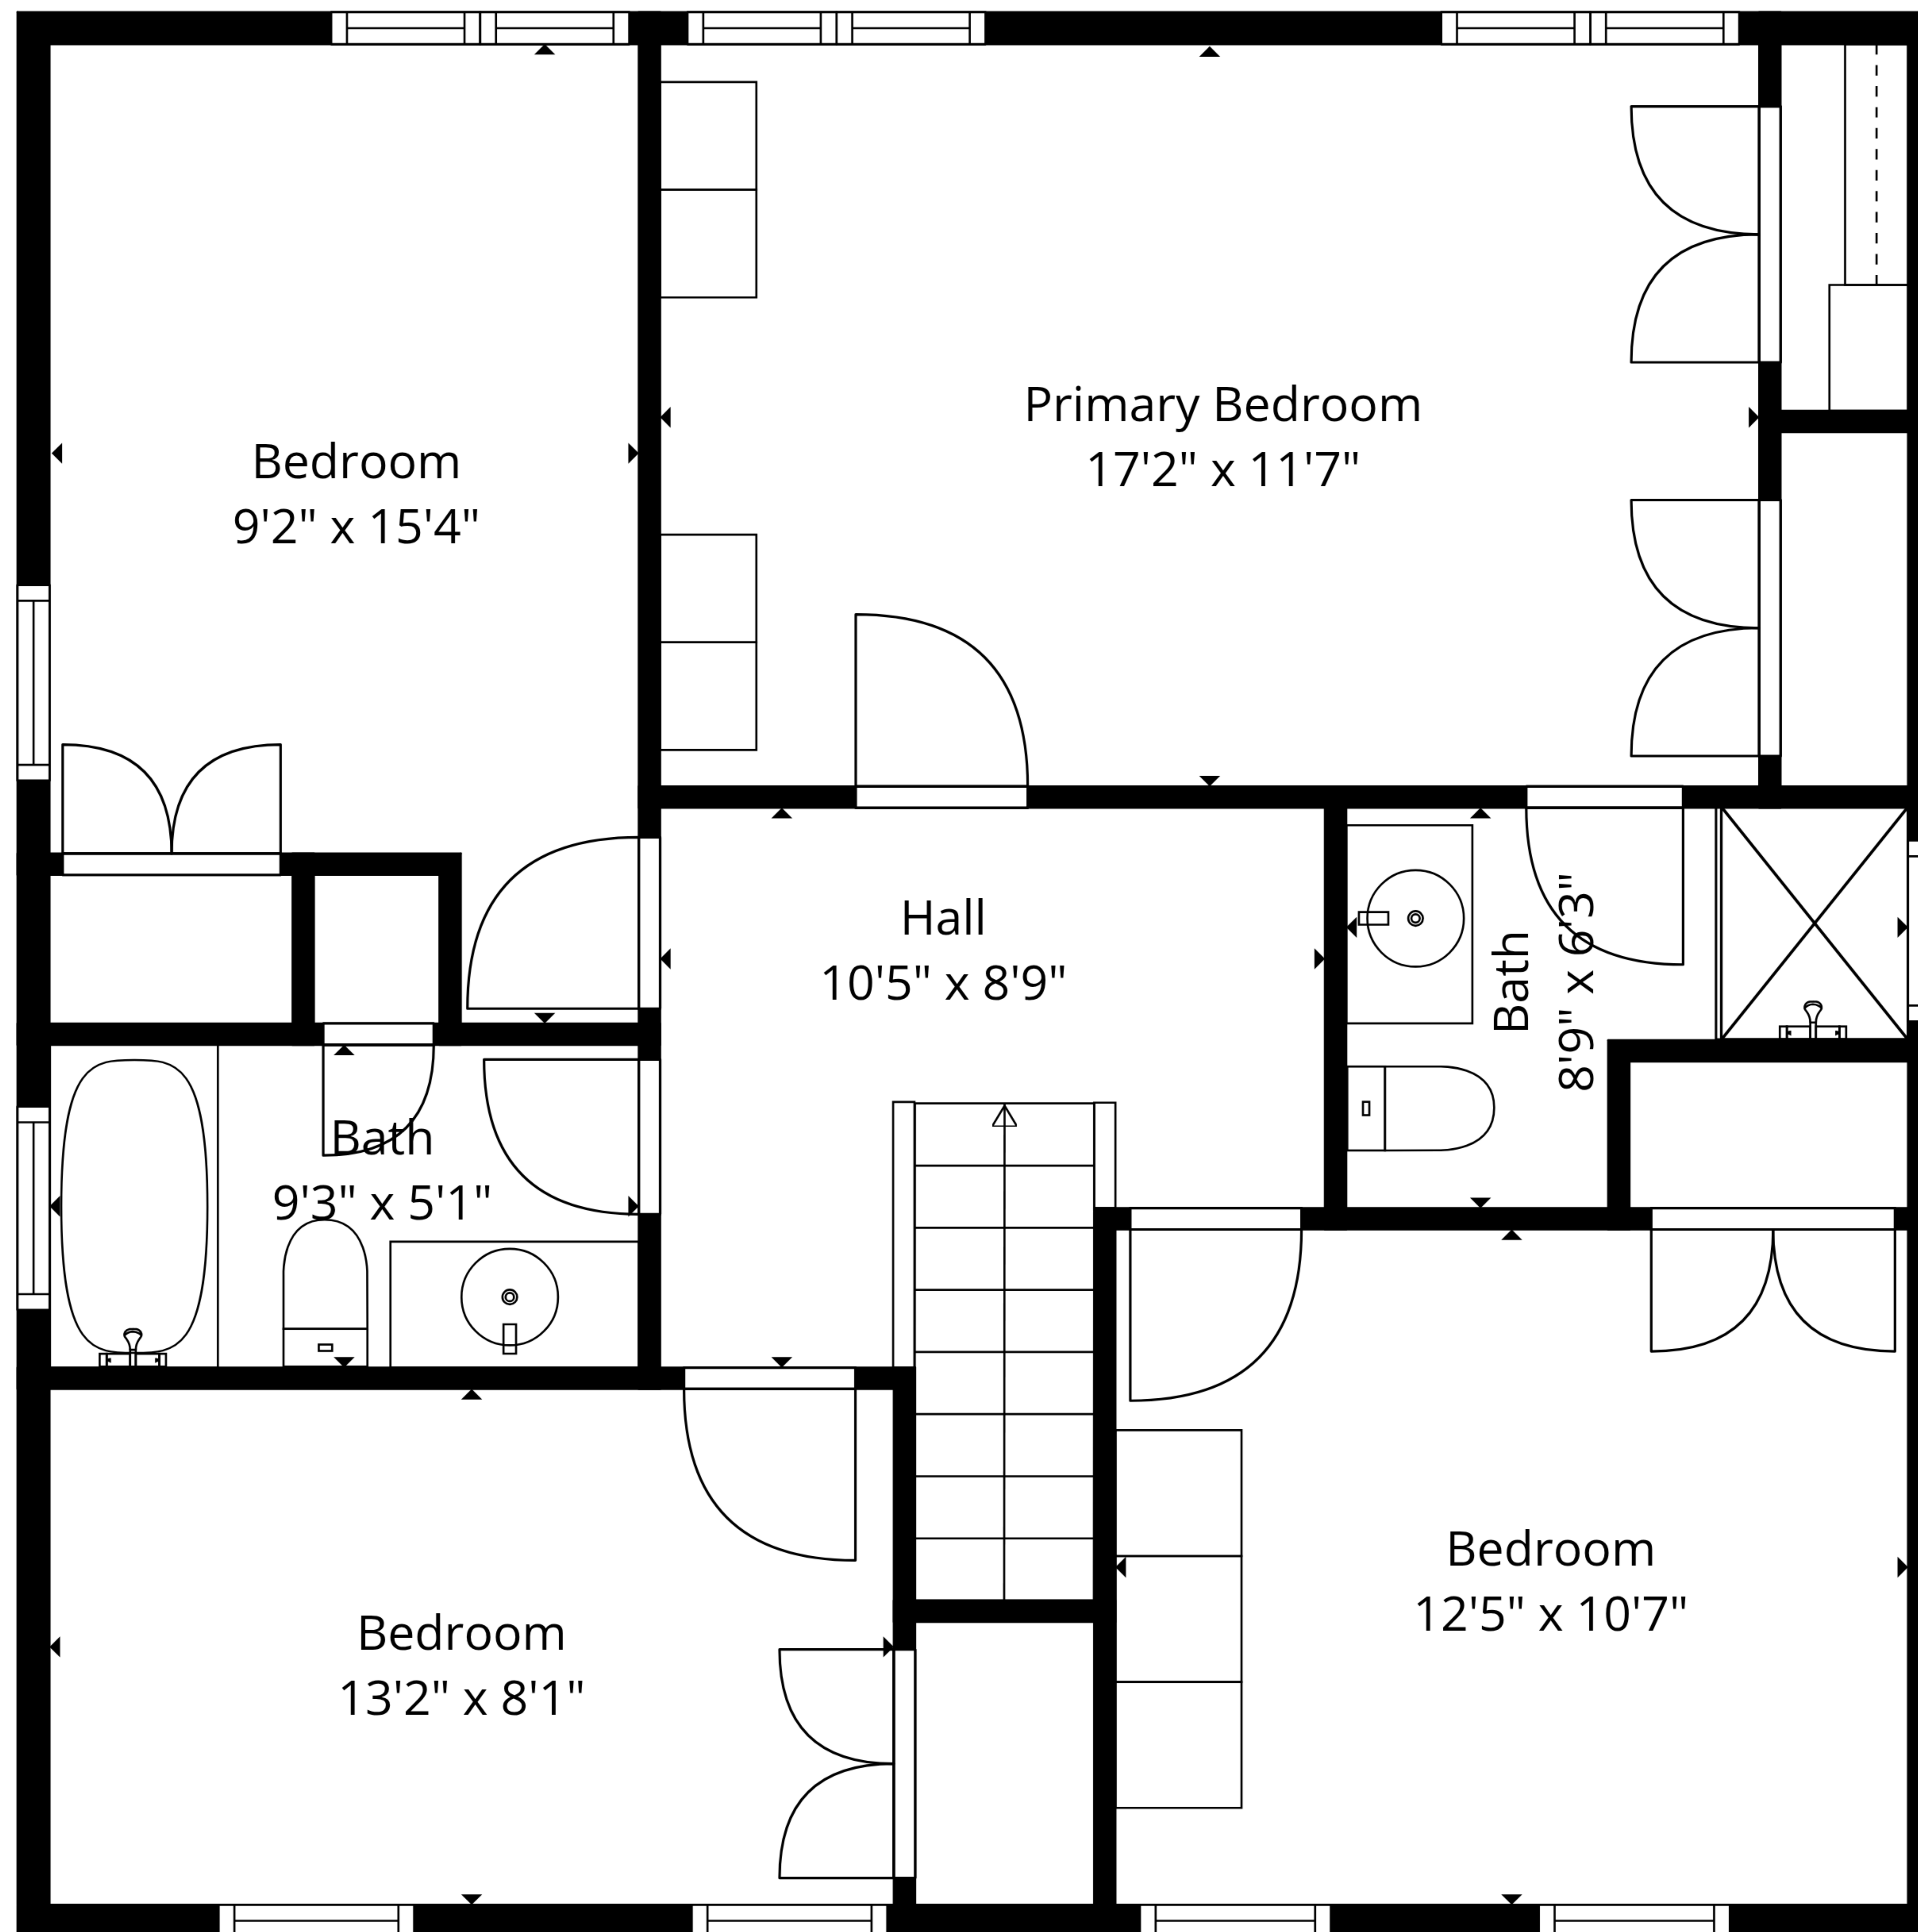 Primary Bedroom
17'2" x 11'7"
Bedroom
9'2" x 15'4"
Hall
10'5" x 8'9"
Bath
8'9" x 6'3"
Bath
9'3" x 5'1"
Bedroom
12'5" x 10'7"
Bedroom
13'2" x 8'1"